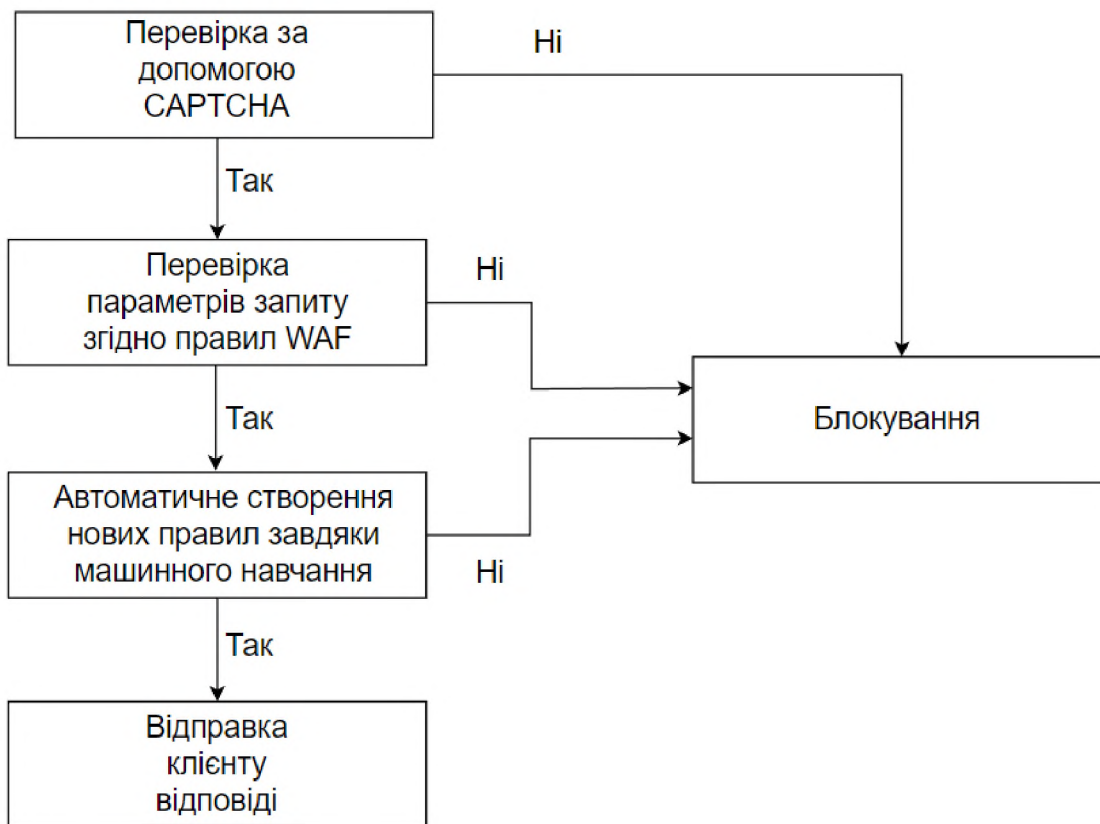 Перевірка за
допомогою
CAPTCHA
Ні
Так
Перевірка
параметрів запиту
згідно правил WAF
Ні
Блокування
Так
Автоматичне створення
нових правил завдяки
машинного навчання
Ні
Так
Відправка
клієнту
відповіді